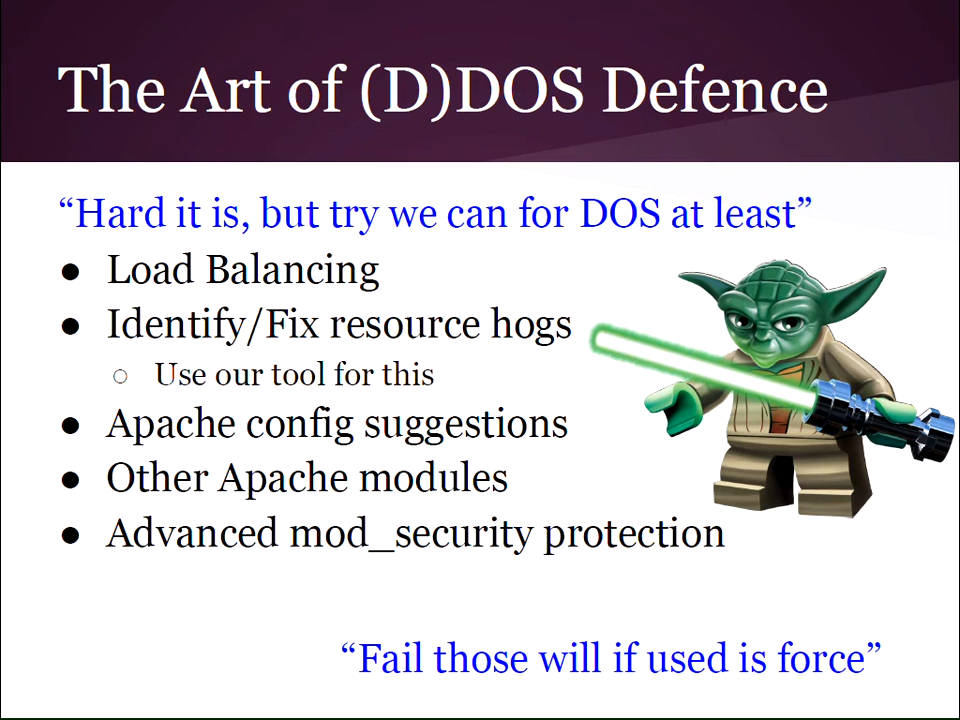 The Art of (D)DOS Defence
“Hard it is, but try we can for DOS at least”
● Load Balancing
● Identify/Fix resource hogs
○ Use our tool for this
● Apache config suggestions
● Other Apache modules
● Advanced mod_security protection
“Fail those will if used is force”